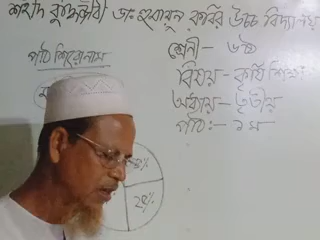 শহীদ বুদ্ধিজীবী ডাঃ হুমায়ুন কবির উচ্চ বিদ্যালয়
শ্রেণী- ৬ষ্ঠ
পাঠ শিরোনাম
বিষয়- কৃষি শিক্ষা
অধ্যায়- তৃতীয়
পাঠ:- ১ম
২৫%